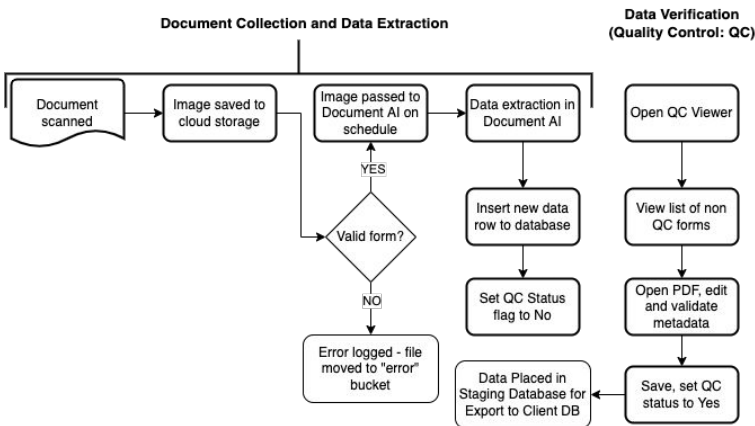 Document Collection and Data Extraction
Data Verification
(Quality Control: QC)
Document
scanned
Image saved to
cloud storage
Image passed to
Document AI on
schedule
Data extraction in
Document AI
Open QC Viewer
YES
Valid form?
NO
Error logged - file
moved to "error"
bucket
Insert new data
row to database
Set QC Status
flag to No
View list of non
QC forms
Open PDF, edit
and validate
metadata
Save, set QC
status to Yes
Data Placed in
Staging Database for
Export to Client DB